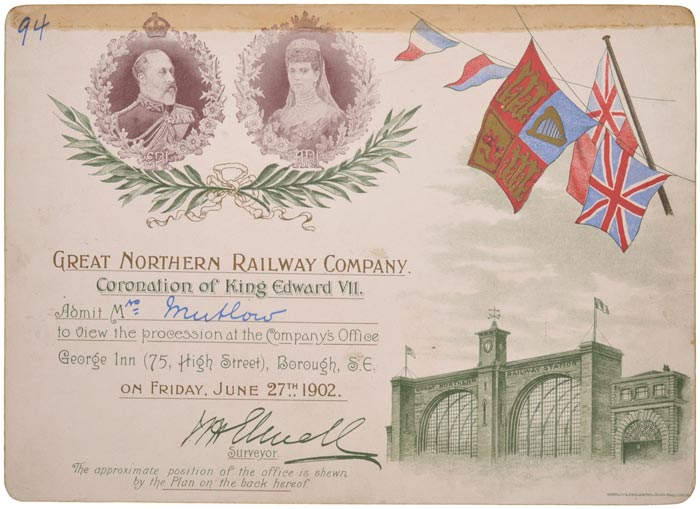 94
GREAT NORTHERN RAILWAY COMPANY.
Coronation of King Edward VII.
Admit Mrs Mutlow
to view the procession at the Company's Office
George Inn (75, High Street), Borough, S.E.
ON FRIDAY, JUNE 27TH 1902.
Surveyor.
The approximate position of the office is shewn
by the Plan on the back hereof.
GREAT NORTHERN RAILWAY STATION